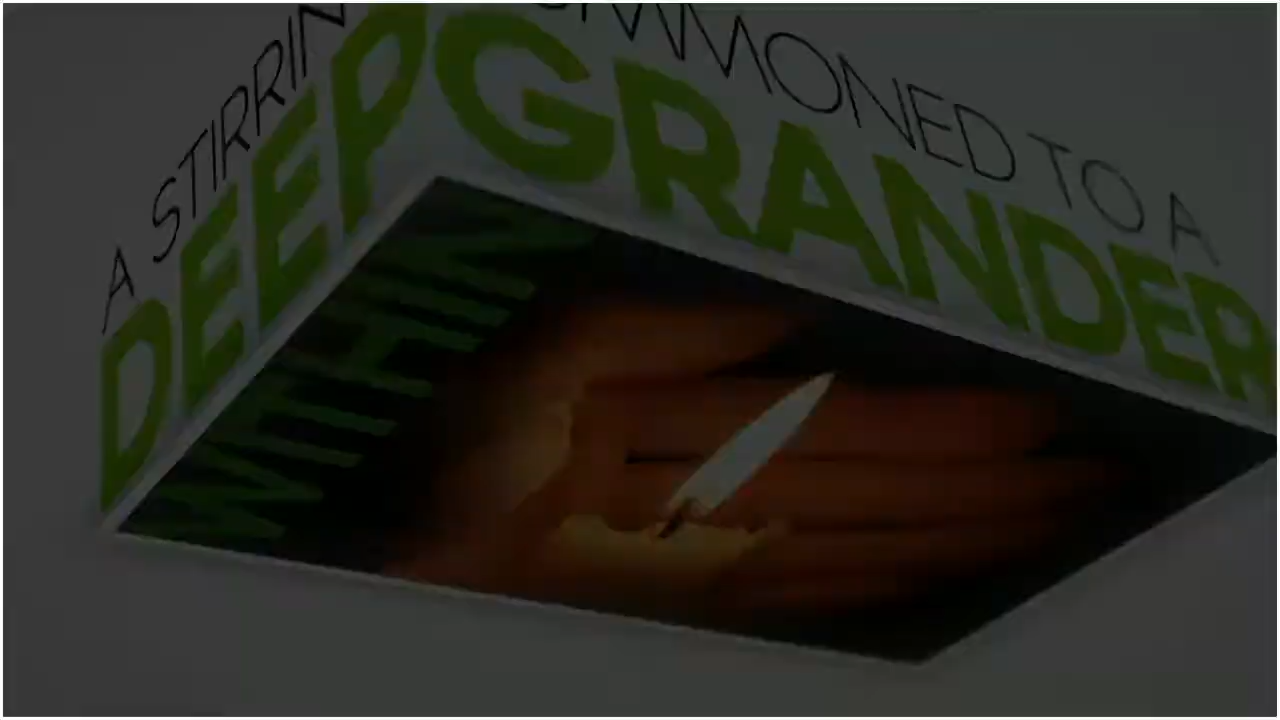 A STIRRIN
DEEP
MMONED TO A
GRANDER
WITHIN